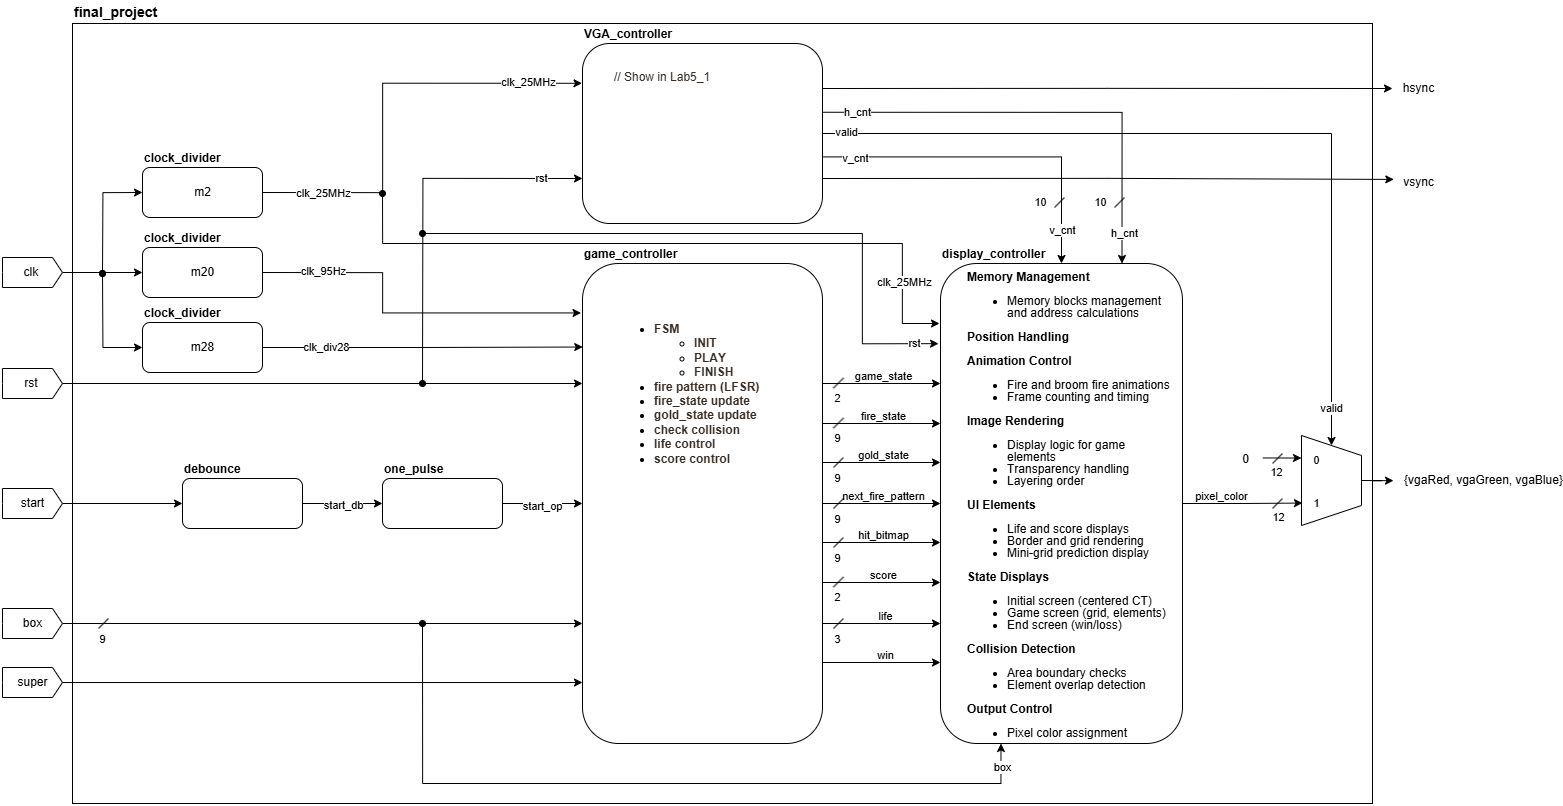 final_project
VGA_controller
// Show in Lab5_1
clk_25MHz
hsync
h_cnt
valid
v_cnt
rst
vsync
clock_divider
m2
clk_25MHz
10
10
v_cnt
h_cnt
clock_divider
m20
clk_95Hz
clk
clock_divider
m28
clk_div28
rst
game_controller
FSM
INIT
PLAY
FINISH
fire pattern (LFSR)
fire_state update
gold_state update
check collision
life control
score control
clk_25MHz
rst
game_state
2
fire_state
9
gold_state
9
next_fire_pattern
9
hit_bitmap
9
score
2
life
3
win
display_controller
Memory Management
Memory blocks management
and address calculations
Position Handling
Animation Control
Fire and broom fire animations
Frame counting and timing
Image Rendering
Display logic for game
elements
Transparency handling
Layering order
UI Elements
Life and score displays
Border and grid rendering
Mini-grid prediction display
State Displays
Initial screen (centered CT)
Game screen (grid, elements)
End screen (win/loss)
Collision Detection
Area boundary checks
Element overlap detection
Output Control
Pixel color assignment
valid
0
12
0
pixel_color
12
1
{vgaRed, vgaGreen, vgaBlue}
start
debounce
start_db
one_pulse
start_op
box
9
super
box